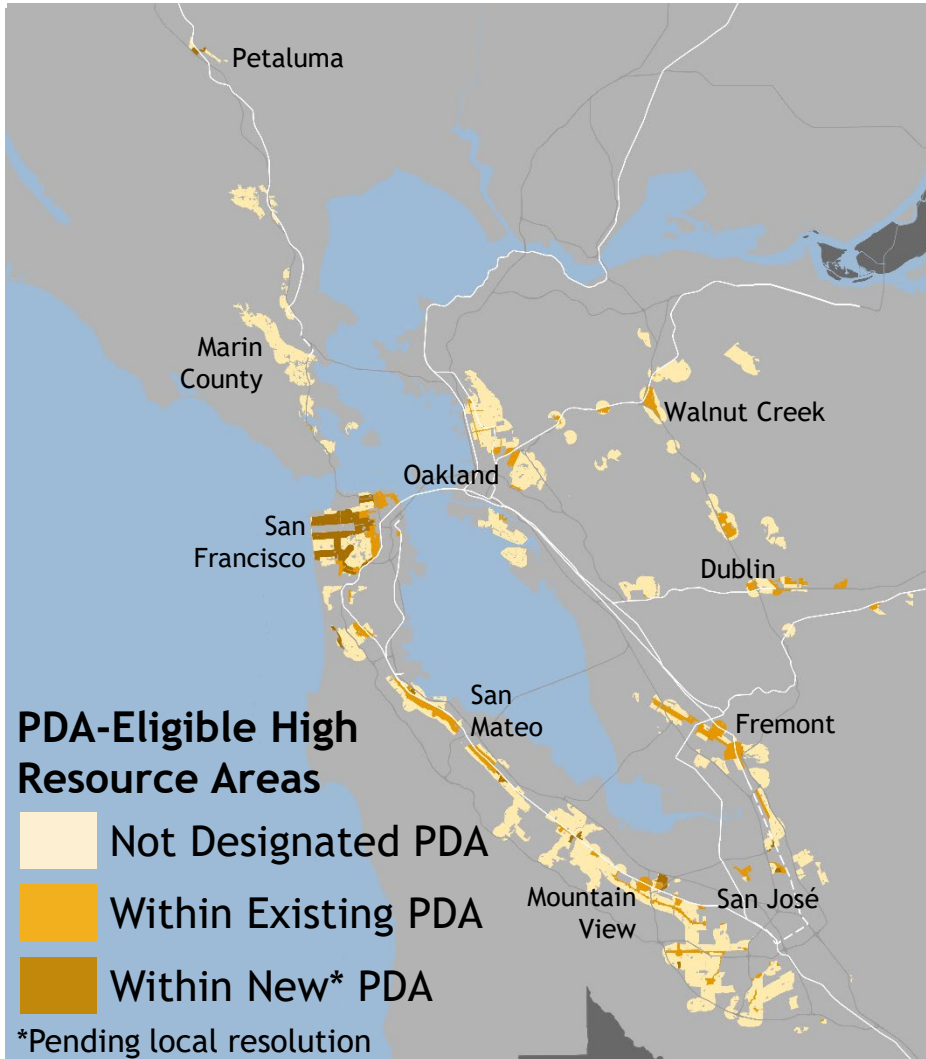 Petaluma
Marin
County
Walnut Creek
Oakland
San
Francisco
Dublin
San
Mateo
Fremont
PDA-Eligible High
Resource Areas
Not Designated PDA
Within Existing PDA
Mountain
View
San José
Within New* PDA
*Pending local resolution